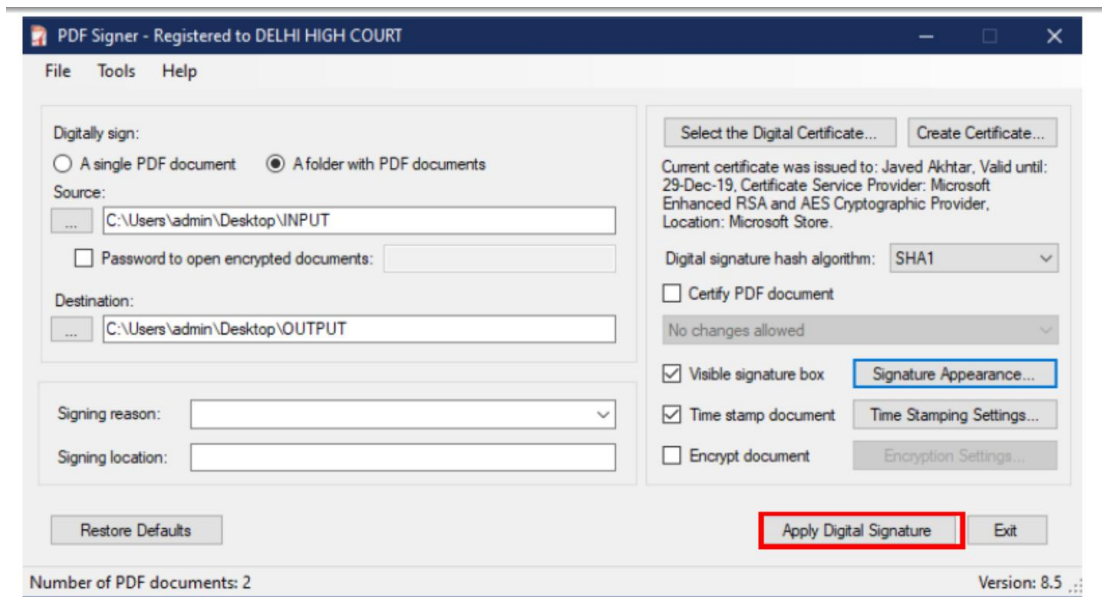 PDF Signer - Registered to DELHI HIGH COURT
File Tools Help
Digitally sign:
A single PDF document A folder with PDF documents
Source:
... C:\Users\admin\Desktop\INPUT
Password to open encrypted documents:
Destination:
... C:\Users\admin\Desktop\OUTPUT
Signing reason:
Signing location:
Select the Digital Certificate... Create Certificate...
Current certificate was issued to: Javed Akhtar, Valid until:
29-Dec-19, Certificate Service Provider: Microsoft
Enhanced RSA and AES Cryptographic Provider,
Location: Microsoft Store.
Digital signature hash algorithm: SHA1
Certify PDF document
No changes allowed
Visible signature box Signature Appearance...
Time stamp document Time Stamping Settings...
Encrypt document Encryption Settings...
Restore Defaults Apply Digital Signature Exit
Number of PDF documents: 2 Version: 8.5